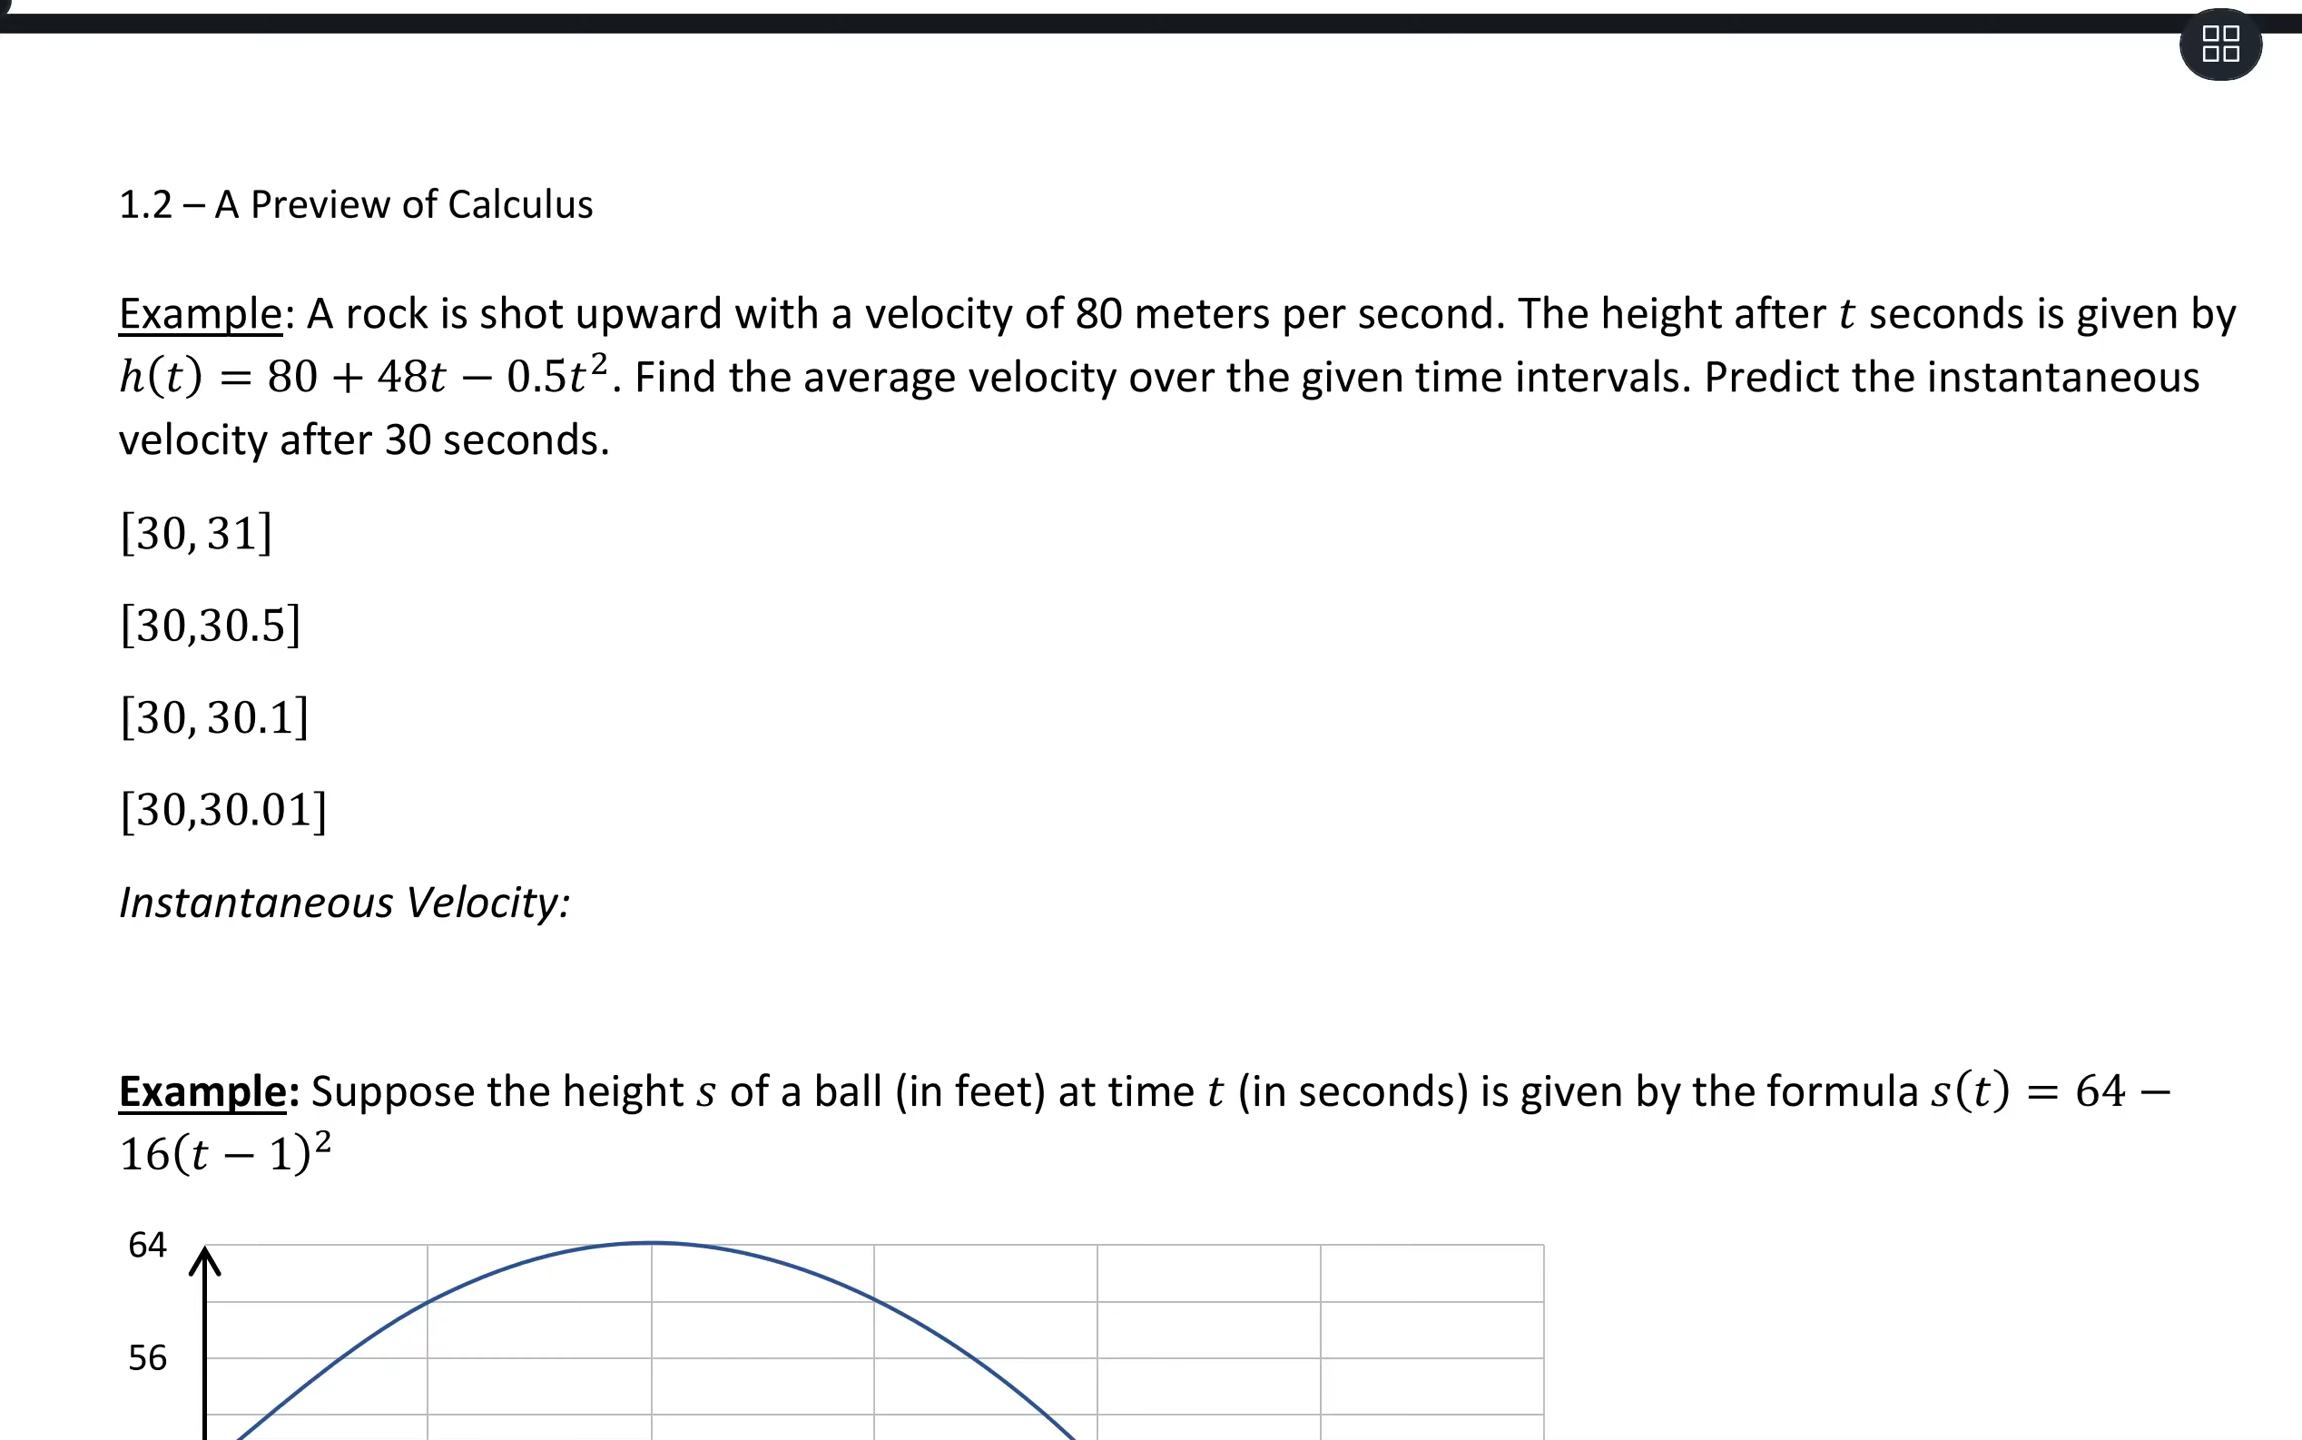 1.2 – A Preview of Calculus
Example: A rock is shot upward with a velocity of 80 meters per second. The height after t seconds is given by
h(t) = 80 + 48t − 0.5t². Find the average velocity over the given time intervals. Predict the instantaneous
velocity after 30 seconds.
[30, 31]
[30,30.5]
[30, 30.1]
[30,30.01]
Instantaneous Velocity:
Example: Suppose the height s of a ball (in feet) at time t (in seconds) is given by the formula s(t) = 64 −
16(t − 1)²
64
56